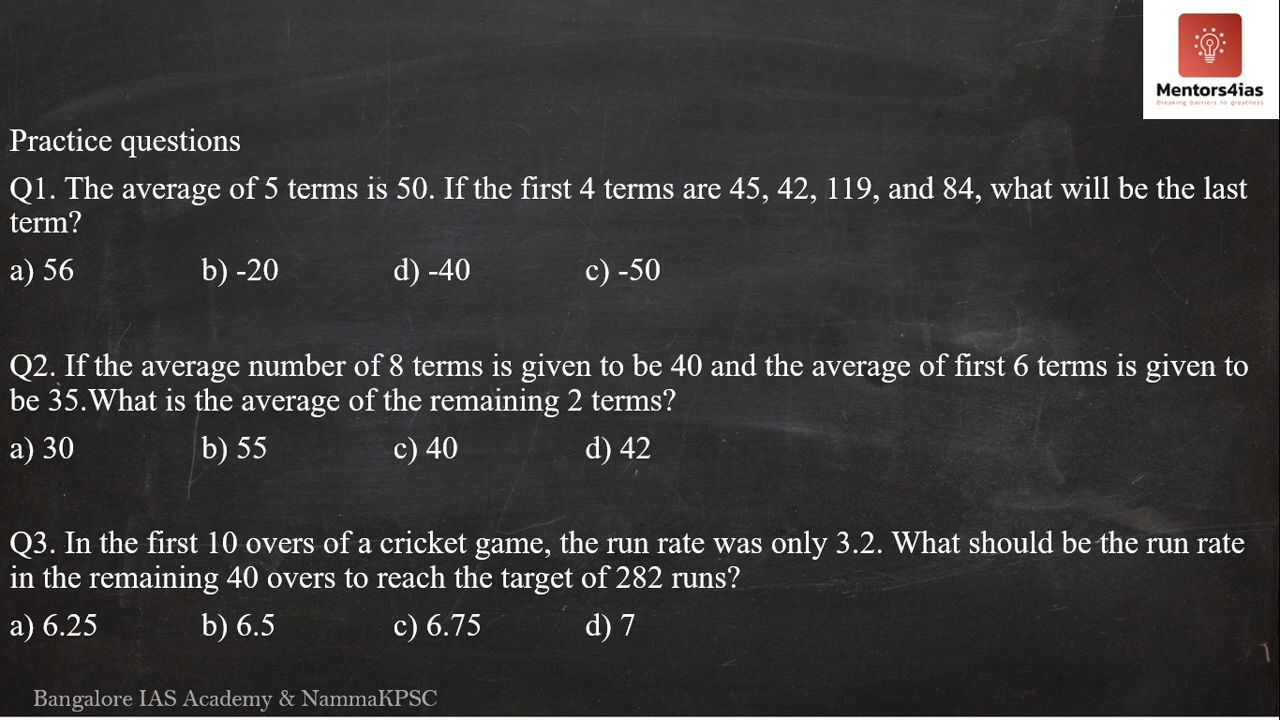 Mentors4ias
Breaking barriers to greatness
Practice questions
Q1. The average of 5 terms is 50. If the first 4 terms are 45, 42, 119, and 84, what will be the last
term?
a) 56 b) -20 d) -40 c) -50
Q2. If the average number of 8 terms is given to be 40 and the average of first 6 terms is given to
be 35.What is the average of the remaining 2 terms?
a) 30 b) 55 c) 40 d) 42
Q3. In the first 10 overs of a cricket game, the run rate was only 3.2. What should be the run rate
in the remaining 40 overs to reach the target of 282 runs?
a) 6.25 b) 6.5 c) 6.75 d) 7
Bangalore IAS Academy & NammaKPSC